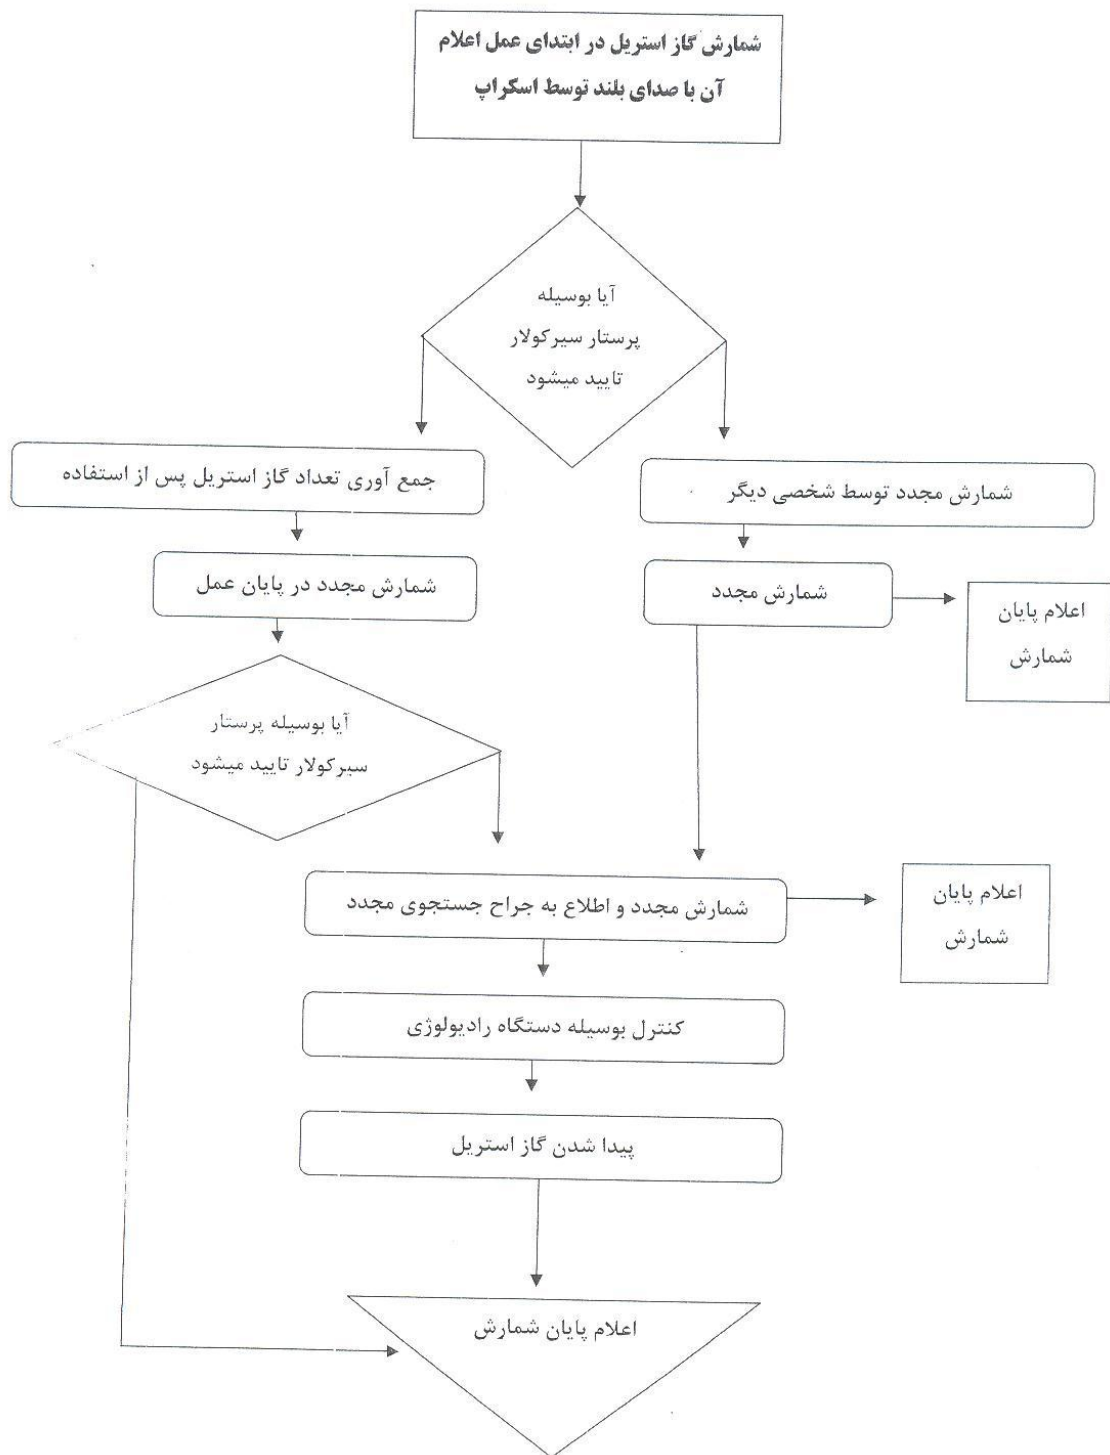 شمارش گاز استریل در ابتدای عمل اعلام
آن با صدای بلند توسط اسکراپ
آیا بوسیله
پرستار سیرکولار
تایید میشود
جمع آوری تعداد گاز استریل پس از استفاده
شمارش مجدد توسط شخصی دیگر
شمارش مجدد در پایان عمل
شمارش مجدد
اعلام پایان
شمارش
آیا بوسیله پرستار
سبرکولار تایید میشود
شمارش مجدد و اطلاع به جراح جستجوی مجدد
اعلام پایان
شمارش
کنترل بوسیله دستگاه رادیولوژی
پیدا شدن گاز استریل
اعلام پایان شمارش